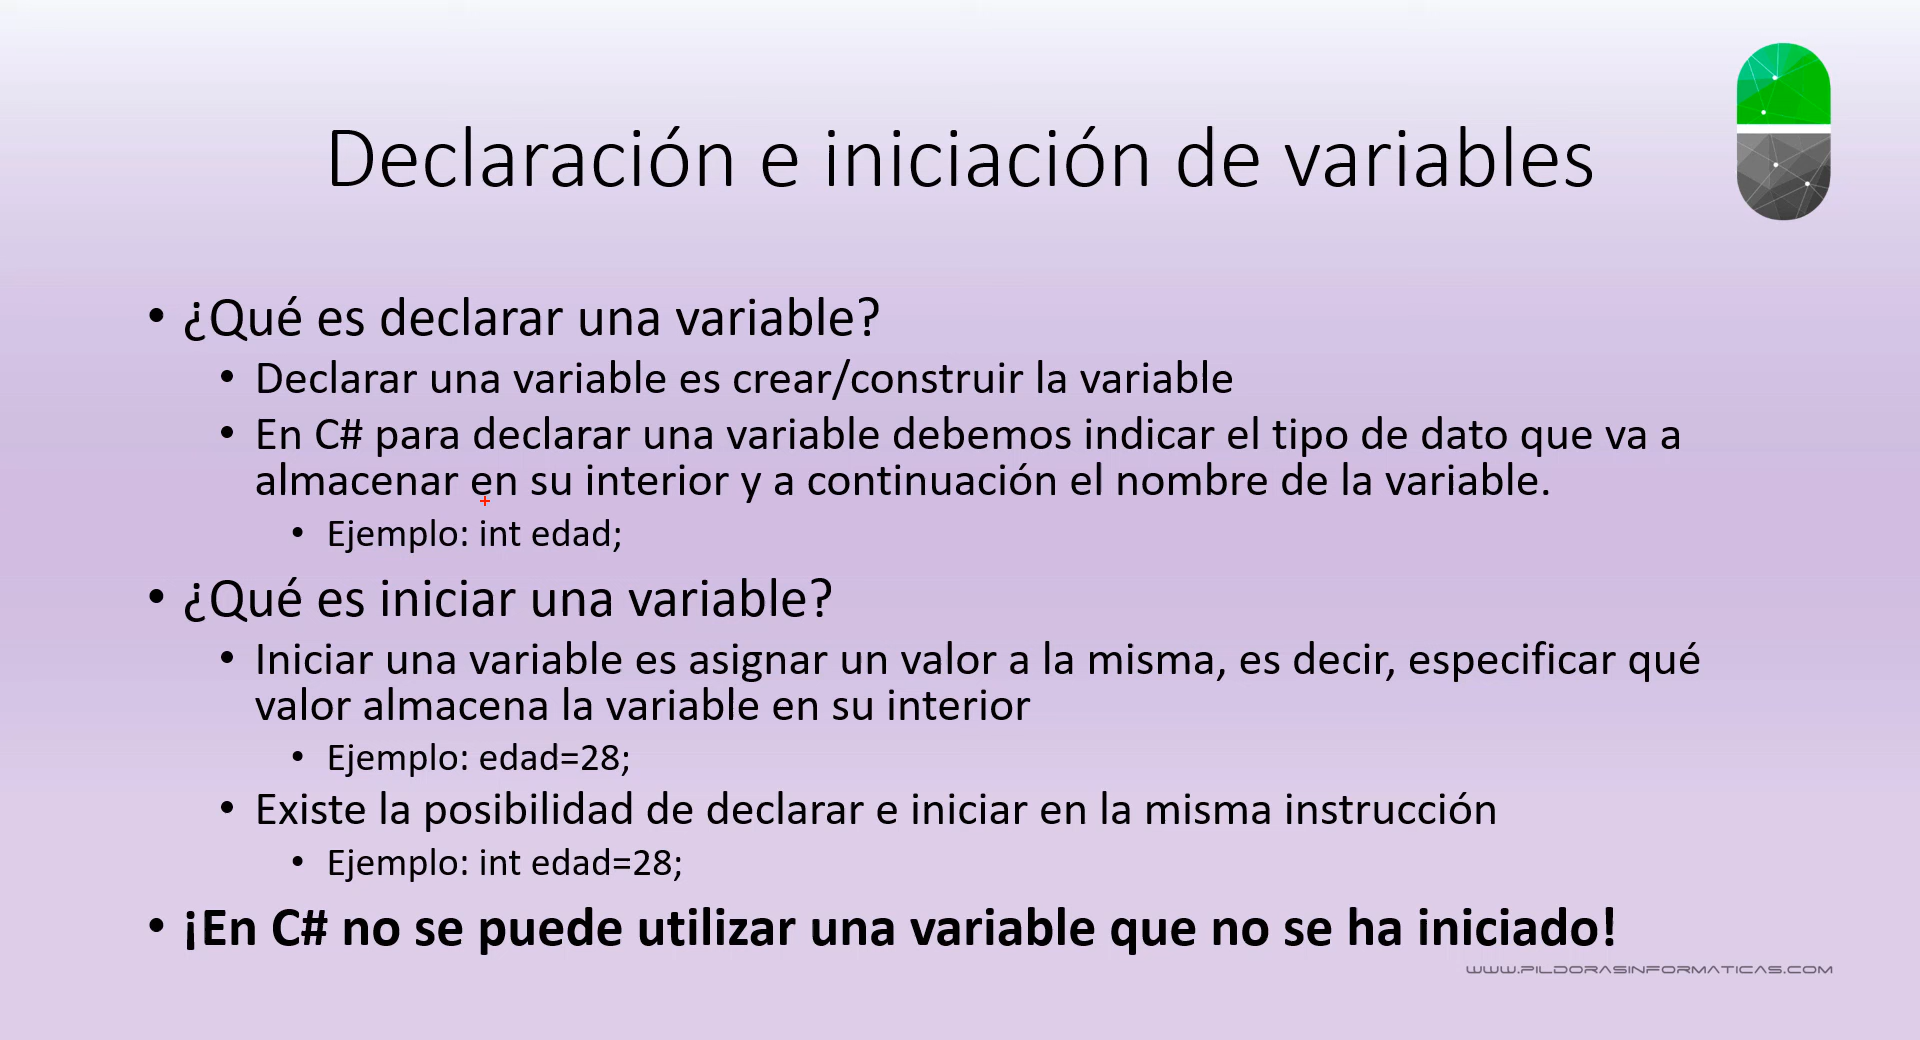 Declaración e iniciación de variables
• ¿Qué es declarar una variable?
• Declarar una variable es crear/construir la variable
• En C# para declarar una variable debemos indicar el tipo de dato que va a
almacenar en su interior y a continuación el nombre de la variable.
• Ejemplo: int edad;
• ¿Qué es iniciar una variable?
• Iniciar una variable es asignar un valor a la misma, es decir, especificar qué
valor almacena la variable en su interior
• Ejemplo: edad=28;
• Existe la posibilidad de declarar e iniciar en la misma instrucción
• Ejemplo: int edad=28;
• ¡En C# no se puede utilizar una variable que no se ha iniciado!
WWW.PILDORASINFORMATICAS.COM